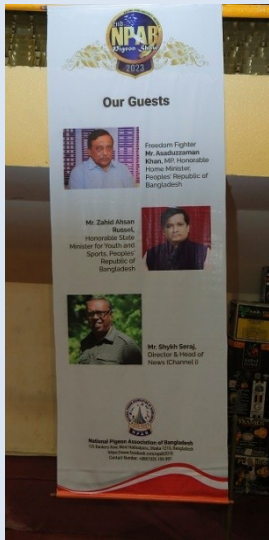 NPAB
Pigeon Show
2023
Our Guests
Freedom Fighter
Mr. Asaduzzaman
Khan, MP, Honorable
Home Minister,
Peoples' Republic of
Bangladesh
Mr. Zahid Ahsan
Russel,
Honorable State
Minister for Youth and
Sports, Peoples'
Republic of
Bangladesh
Mr. Shykh Seraj,
Director & Head of
News (Channel i)
NPAB
National Pigeon Association of Bangladesh